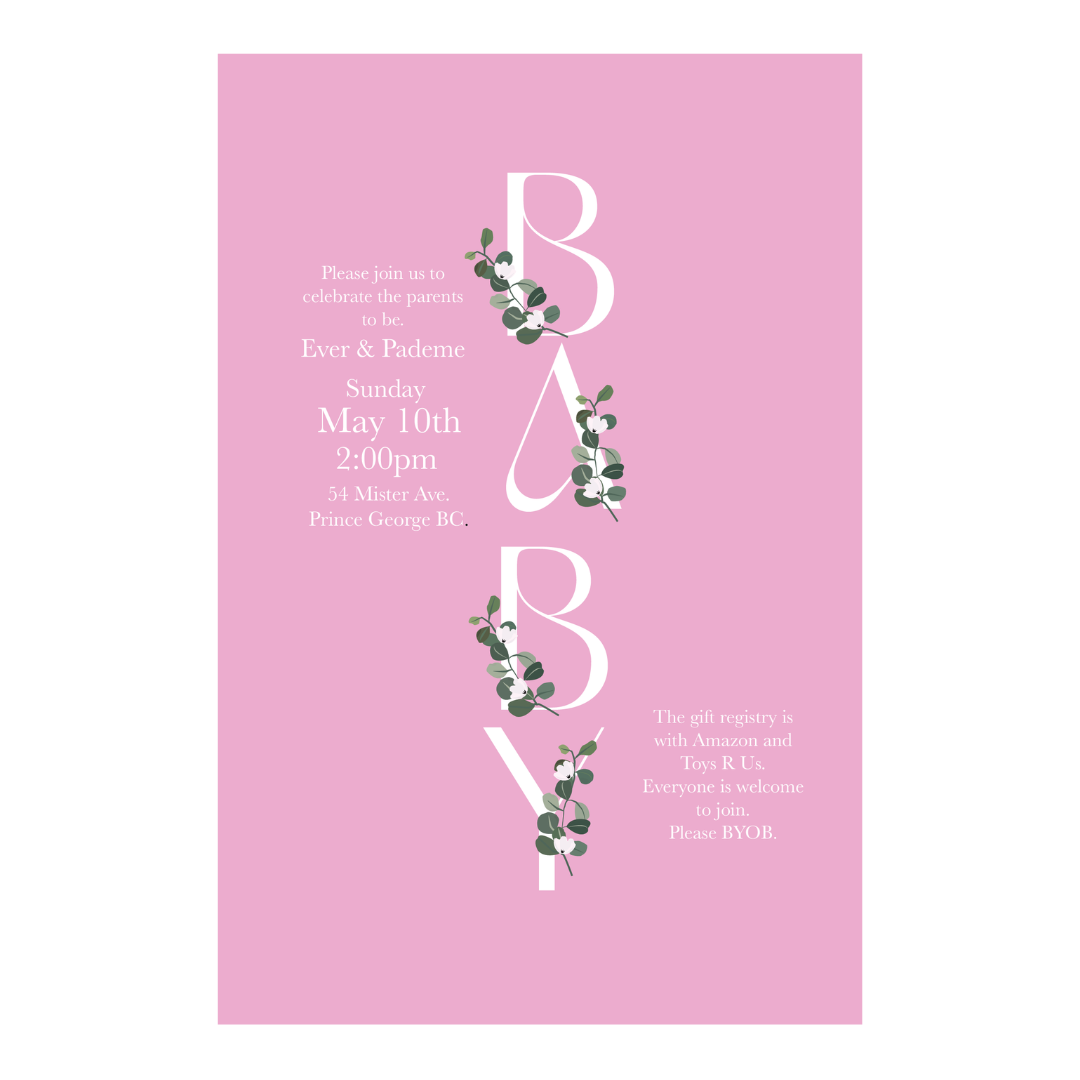 BABY
Please join us to
celebrate the parents
to be.
Ever & Pademe
Sunday
May 10th
2:00pm
54 Mister Ave.
Prince George BC.
The gift registry is
with Amazon and
Toys R Us.
Everyone is welcome
to join.
Please BYOB.